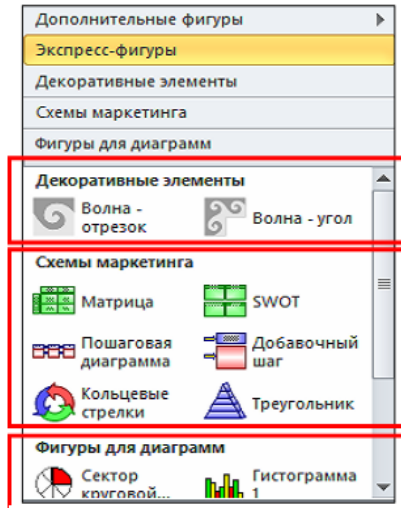 Дополнительные фигуры
Экспресс-фигуры
Декоративные элементы
Схемы маркетинга
Фигуры для диаграмм
Декоративные элементы
Волна -
отрезок
Волна - угол
Схемы маркетинга
Матрица
SWOT
Пошаговая
диаграмма
Добавочный
шаг
Кольцевые
стрелки
Треугольник
Фигуры для диаграмм
Сектор
круговой...
Гистограмма
1